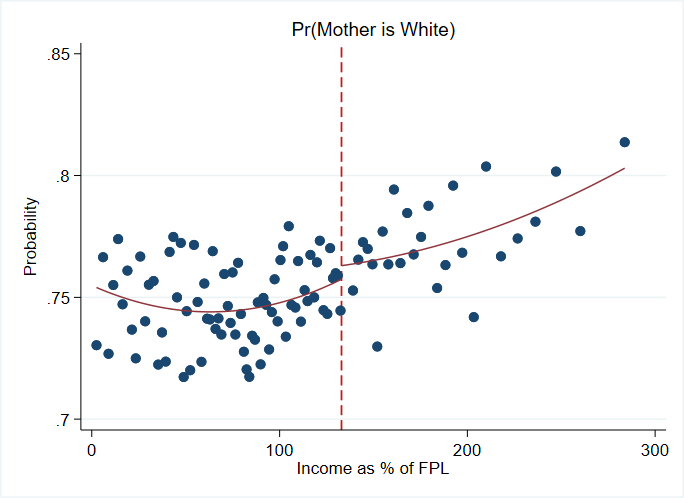 Pr(Mother is White)
.85
.8
.75
.7
Probability
0
100
200
300
Income as % of FPL